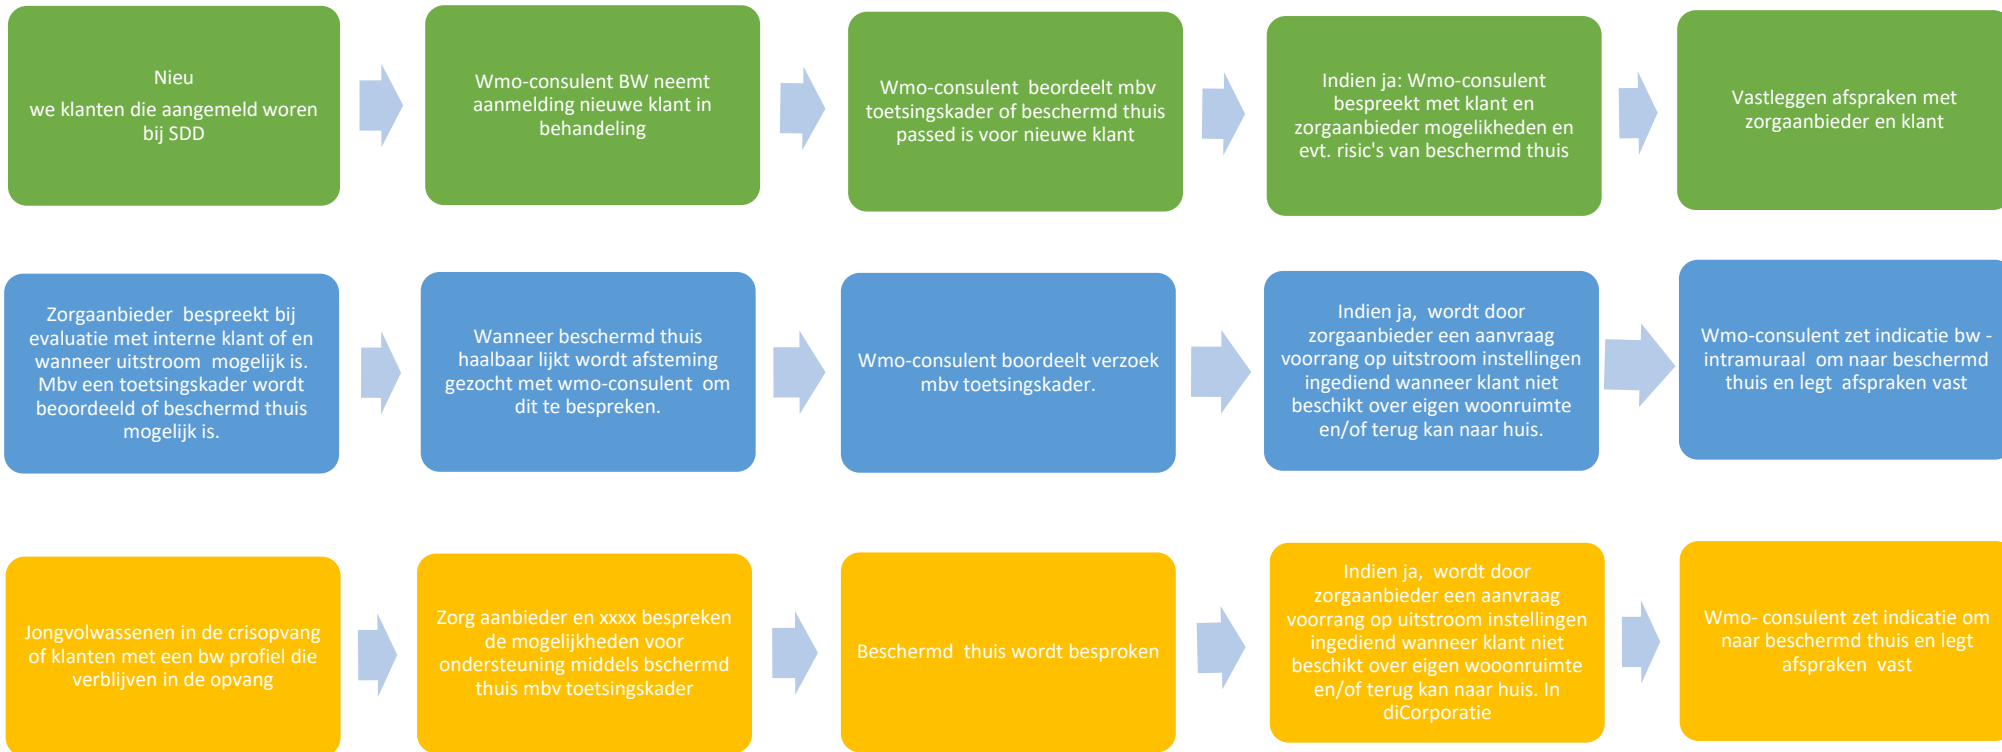 Nieu
we klanten die aangemeld woren
bij SDD
Wmo-consulent BW neemt
aanmelding nieuwe klant in
behandeling
Wmo-consulent beoordeelt mbv
toetsingskader of beschermd thuis
passed is voor nieuwe klant
Indien ja: Wmo-consulent
bespreekt met klant en
zorgaanbieder mogelikheden en
evt. risic's van beschermd thuis
Vastleggen afspraken met
zorgaanbieder en klant
Zorgaanbieder bespreekt bij
evaluatie met interne klant of en
wanneer uitstroom mogelijk is.
Mbv een toetsingskader wordt
beoordeeld of beschermd thuis
mogelijk is.
Wanneer beschermd thuis
haalbar lijkt wordt afsteming
gezocht met wmo-consulent om
dit te bespreken.
Wmo-consulent boordeelt verzoek
mbv toetsingskader.
Indien ja, wordt door
zorgaanbieder een aanvraag
voorrang op uitstroom instellingen
ingediend wanneer klant niet
beschikt over eigen woonruimte
en/of terug kan naar huis.
Wmo-consulent zet indicatie bw -
intramuraal om naar beschermd
thuis en legt afspraken vast
Jongvolwassenen in de crisopvang
of klanten met een bw profiel die
verblijven in de opvang
Zorg aanbieder en xxxx bespreken
de mogelijkheden voor
ondersteuning middels bschermd
thuis mbv toetsingskader
Beschermd thuis wordt besproken
Indien ja, wordt door
zorgaanbieder een aanvraag
voorrang op uitstroom instellingen
ingediend wanneer klant niet
beschikt over eigen wooonruimte
en/of terug kan naar huis. In
diCorporatie
Wmo- consulent zet indicatie om
naar beschermd thuis en legt
afspraken vast